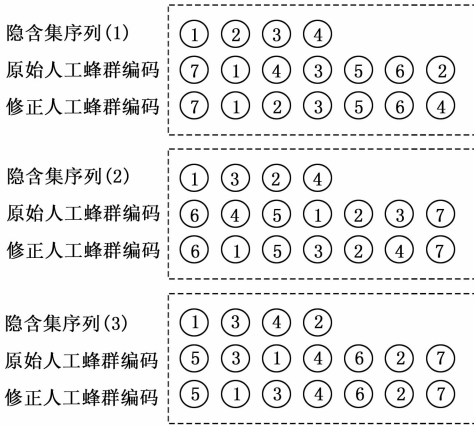 隐含集序列(1) ① ② ③ ④
原始人工蜂群编码 ⑦ ① ④ ③ ⑤ ⑥ ②
修正人工蜂群编码 ⑦ ① ② ③ ⑤ ⑥ ④
隐含集序列(2) ① ③ ② ④
原始人工蜂群编码 ⑥ ④ ⑤ ① ② ③ ⑦
修正人工蜂群编码 ⑥ ① ⑤ ③ ② ④ ⑦
隐含集序列(3) ① ③ ④ ②
原始人工蜂群编码 ⑤ ③ ① ④ ⑥ ② ⑦
修正人工蜂群编码 ⑤ ① ③ ④ ⑥ ② ⑦